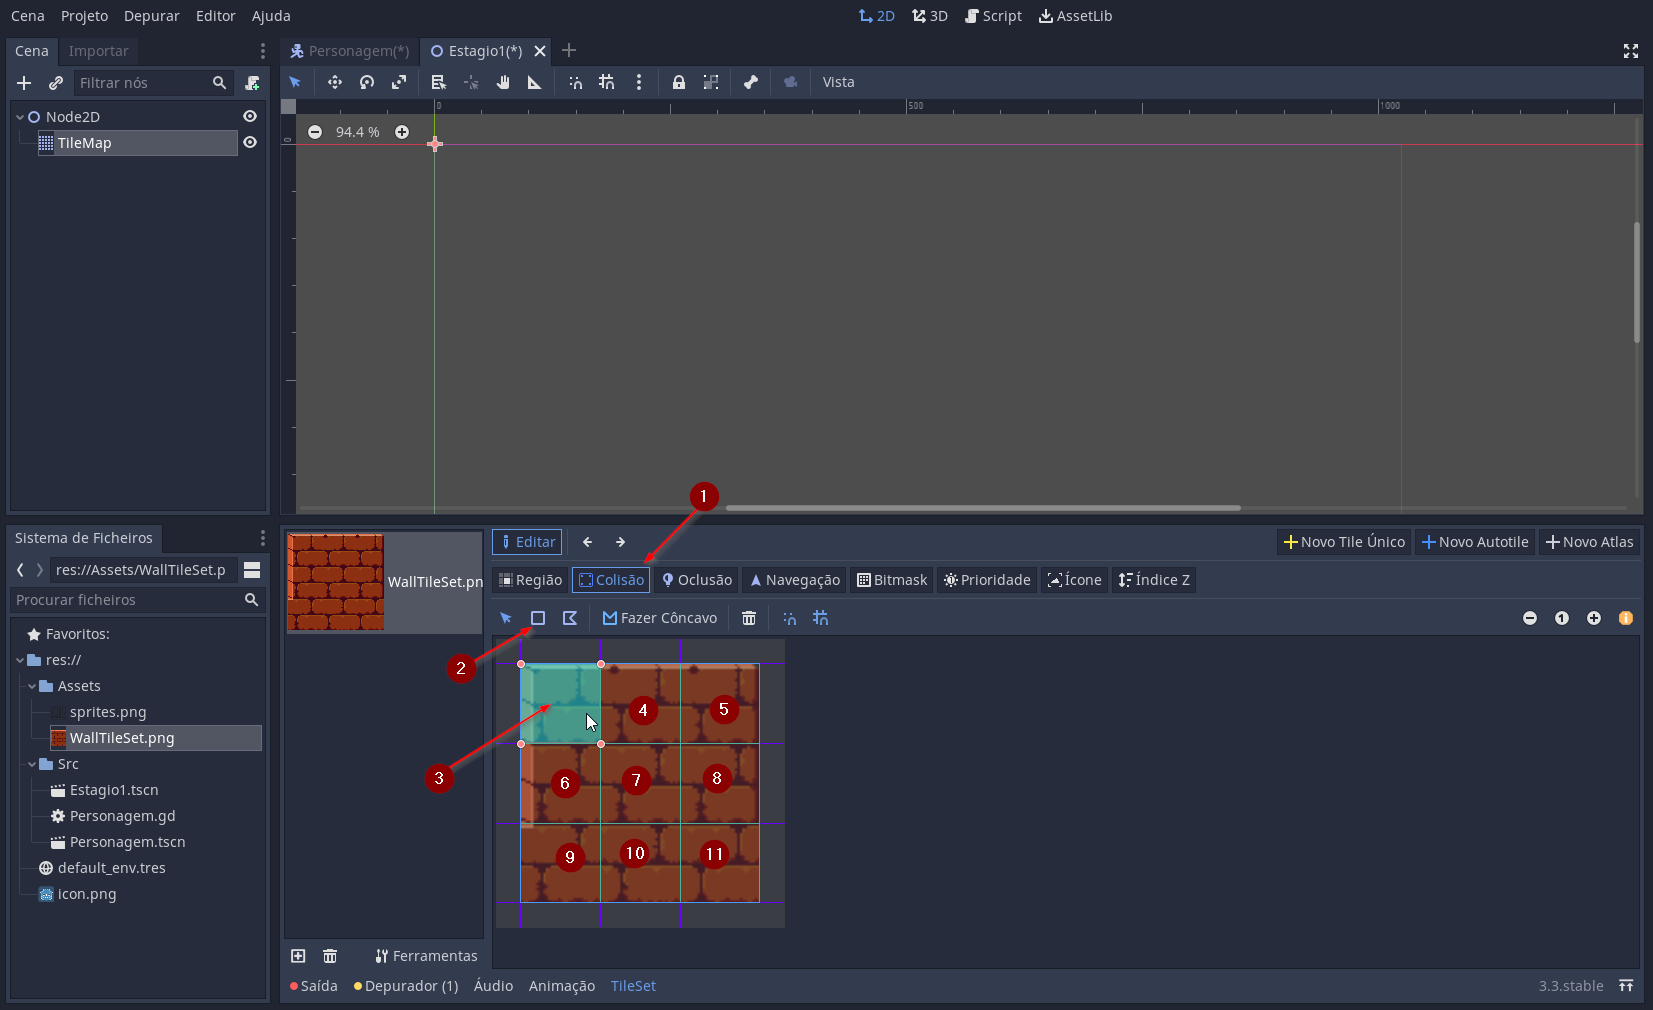 Cena Projeto Depurar Editor Ajuda
2D 3D Script AssetLib
Cena Importar
Personagem(*) Estagio1(*)
Filtrar nós
Vista
0 500 1000
0
Node2D
94.4 %
TileMap
1
Sistema de Ficheiros
Editar
Novo Tile Único Novo Autotile Novo Atlas
res://Assets/WallTileSet.p
WallTileSet.pn
Região Colisão Oclusão Navegação Bitmask Prioridade Ícone Índice Z
Procurar ficheiros
Fazer Côncavo
1
Favoritos:
res://
2
Assets
sprites.png
4 5
WallTileSet.png
Src
3 6 7 8
Estagio1.tscn
Personagem.gd
Personagem.tscn
9 10 11
default_env.tres
icon.png
Ferramentas
Saída Depurador (1) Áudio Animação TileSet
3.3.stable